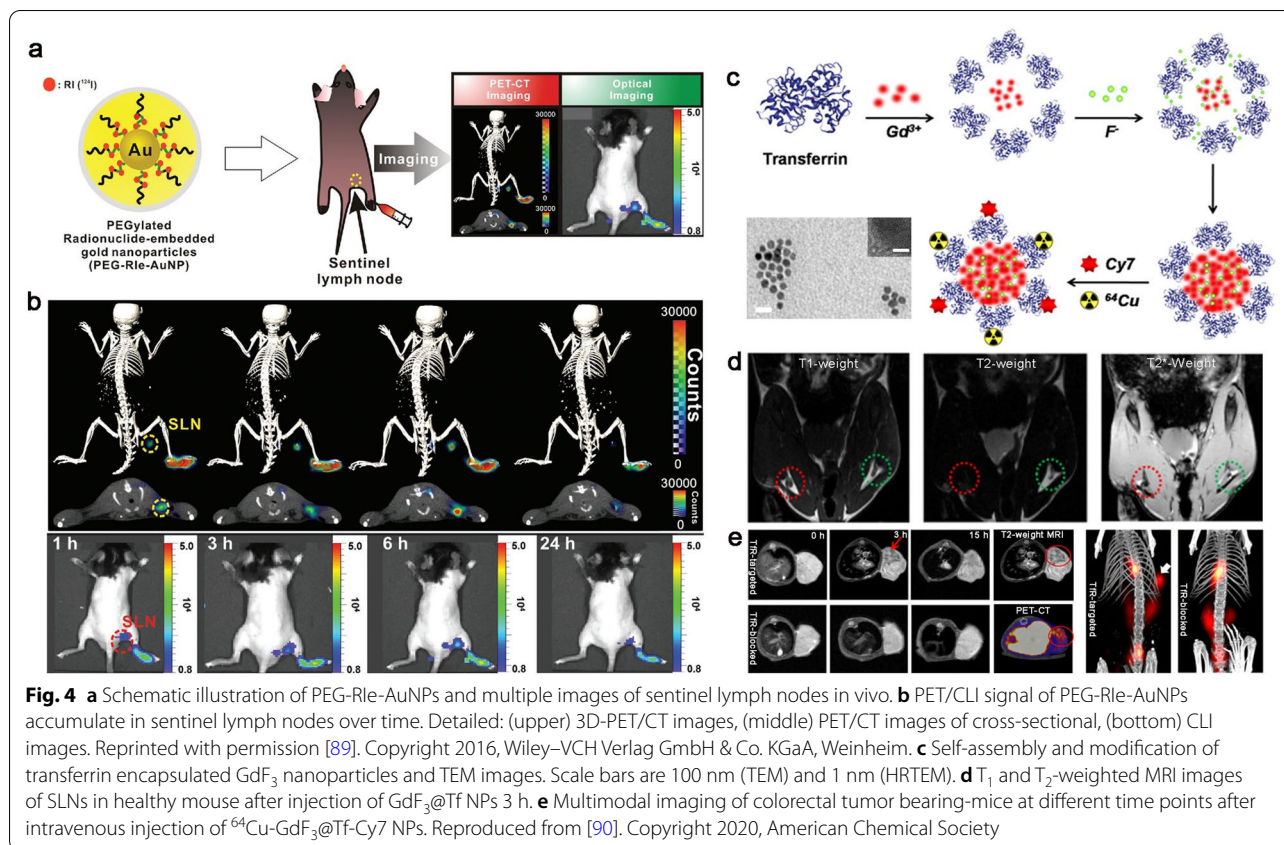 a
: RI (¹²⁴I)
Au
PEGylated
Radionuclide-embedded
gold nanoparticles
(PEG-RIe-AuNP)
Sentinel
lymph node
Imaging
PET-CT
Imaging
30000
0
30000
0
Optical
Imaging
5.0
10⁴
0.8
b
SLN
30000
Counts
0
30000
Counts
0
1 h
SLN
5.0
10⁴
0.8
3 h
5.0
10⁴
0.8
6 h
5.0
10⁴
0.8
24 h
5.0
10⁴
0.8
c
Transferrin
Gd³⁺
F⁻
Cy7
⁶⁴Cu
d
T1-weight
T2-weight
T2*-Weight
e
TfR-targeted
0 h
3 h
15 h
T2-weight MRI
TfR-blocked
PET-CT
TfR-targeted
TfR-blocked
Fig. 4 a Schematic illustration of PEG-RIe-AuNPs and multiple images of sentinel lymph nodes in vivo. b PET/CLI signal of PEG-RIe-AuNPs
accumulate in sentinel lymph nodes over time. Detailed: (upper) 3D-PET/CT images, (middle) PET/CT images of cross-sectional, (bottom) CLI
images. Reprinted with permission [89]. Copyright 2016, Wiley–VCH Verlag GmbH & Co. KGaA, Weinheim. c Self-assembly and modification of
transferrin encapsulated GdF₃ nanoparticles and TEM images. Scale bars are 100 nm (TEM) and 1 nm (HRTEM). d T₁ and T₂-weighted MRI images
of SLNs in healthy mouse after injection of GdF₃@Tf NPs 3 h. e Multimodal imaging of colorectal tumor bearing-mice at different time points after
intravenous injection of ⁶⁴Cu-GdF₃@Tf-Cy7 NPs. Reproduced from [90]. Copyright 2020, American Chemical Society